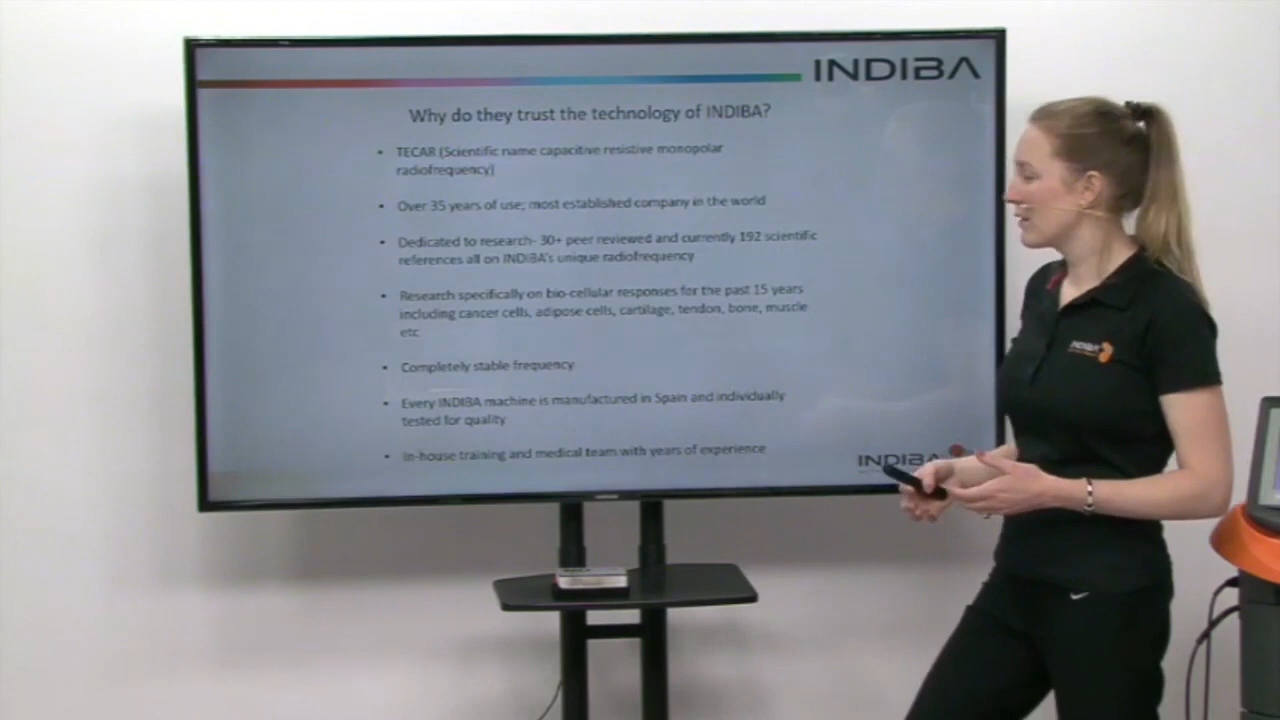 INDIBA
Why do they trust the technology of INDIBA?
• TECAR (Scientific name capacitive resistive monopolar
radiofrequency)
• Over 35 years of use; most established company in the world
• Dedicated to research- 30+ peer reviewed and currently 192 scientific
references all on INDIBA's unique radiofrequency
• Research specifically on bio-cellular responses for the past 15 years
including cancer cells, adipose cells, cartilage, tendon, bone, muscle
etc
• Completely stable frequency
• Every INDIBA machine is manufactured in Spain and individually
tested for quality
• In-house training and medical team with years of experience
INDIBA
INDIBA